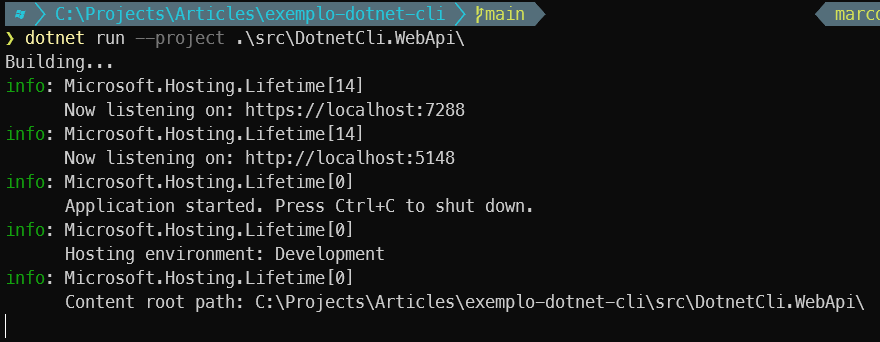 C:\Projects\Articles\exemplo-dotnet-cli main
❯ dotnet run --project .\src\DotnetCli.WebApi\
Building...
info: Microsoft.Hosting.Lifetime[14]
Now listening on: https://localhost:7288
info: Microsoft.Hosting.Lifetime[14]
Now listening on: http://localhost:5148
info: Microsoft.Hosting.Lifetime[0]
Application started. Press Ctrl+C to shut down.
info: Microsoft.Hosting.Lifetime[0]
Hosting environment: Development
info: Microsoft.Hosting.Lifetime[0]
Content root path: C:\Projects\Articles\exemplo-dotnet-cli\src\DotnetCli.WebApi\